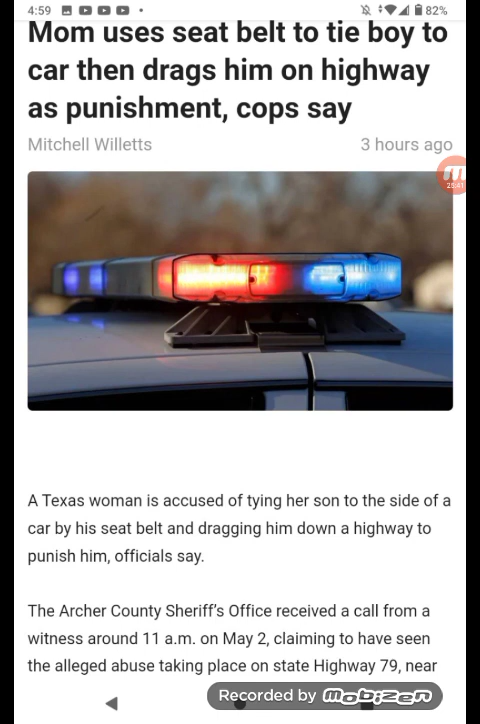 4:59
82%
Mom uses seat belt to tie boy to
car then drags him on highway
as punishment, cops say
Mitchell Willetts 3 hours ago
25:41
A Texas woman is accused of tying her son to the side of a
car by his seat belt and dragging him down a highway to
punish him, officials say.
The Archer County Sheriff's Office received a call from a
witness around 11 a.m. on May 2, claiming to have seen
the alleged abuse taking place on state Highway 79, near
Recorded by mobizen